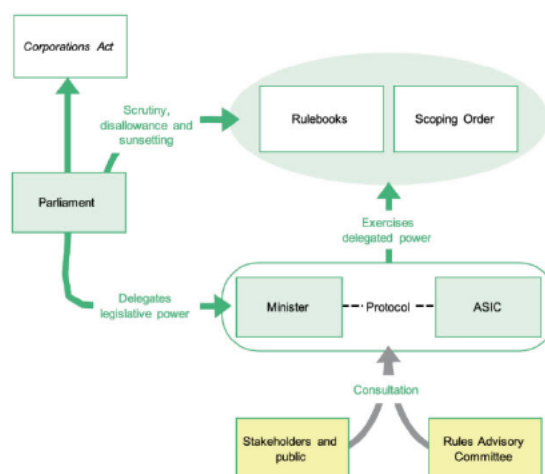 Corporations Act
Scrutiny,
disallowance and
sunsetting
Rulebooks
Scoping Order
Parliament
Exercises
delegated power
Delegates
legislative power
Minister
Protocol
ASIC
Consultation
Stakeholders and
public
Rules Advisory
Committee